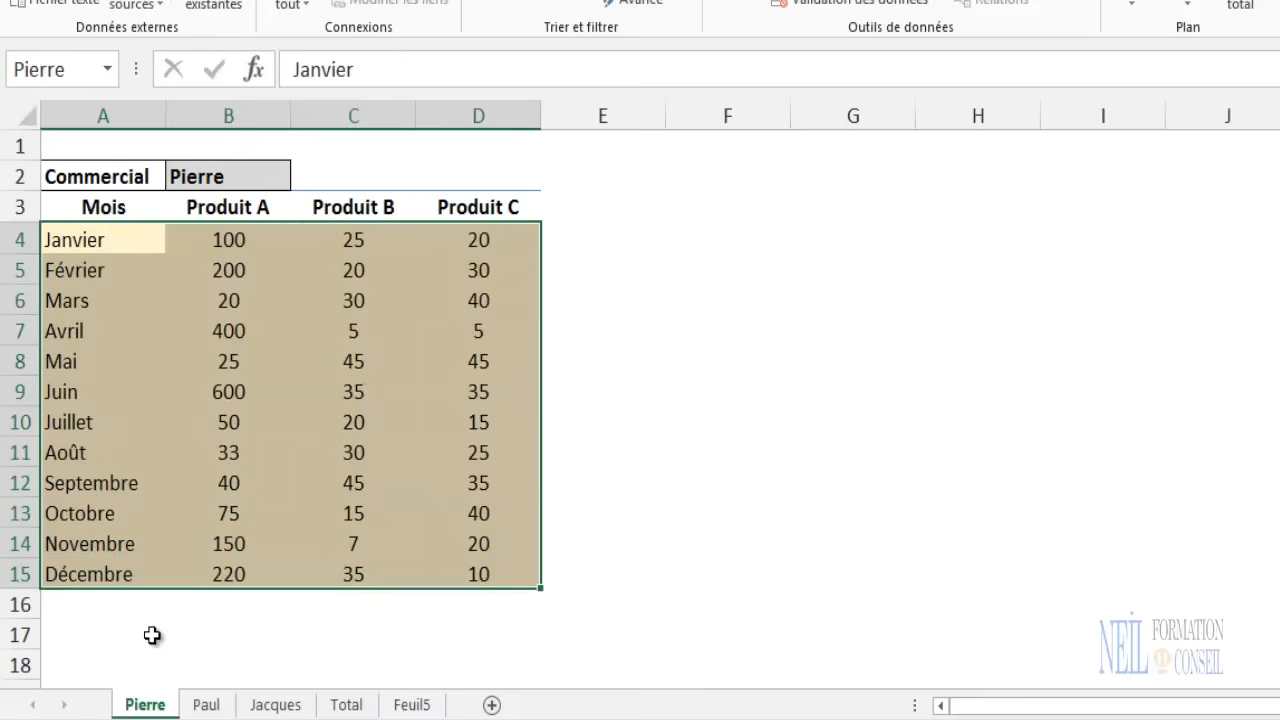 Fichier texte sources existantes tout Modifier les liens Avancé Validation des données Relations total
Données externes Connexions Trier et filtrer Outils de données Plan
Pierre fx Janvier
A B C D E F G H I J
1
2 Commercial Pierre
3 Mois Produit A Produit B Produit C
4 Janvier 100 25 20
5 Février 200 20 30
6 Mars 20 30 40
7 Avril 400 5 5
8 Mai 25 45 45
9 Juin 600 35 35
10 Juillet 50 20 15
11 Août 33 30 25
12 Septembre 40 45 35
13 Octobre 75 15 40
14 Novembre 150 7 20
15 Décembre 220 35 10
16
17
18
NEIL FORMATION
CONSEIL
Pierre Paul Jacques Total Feuil5